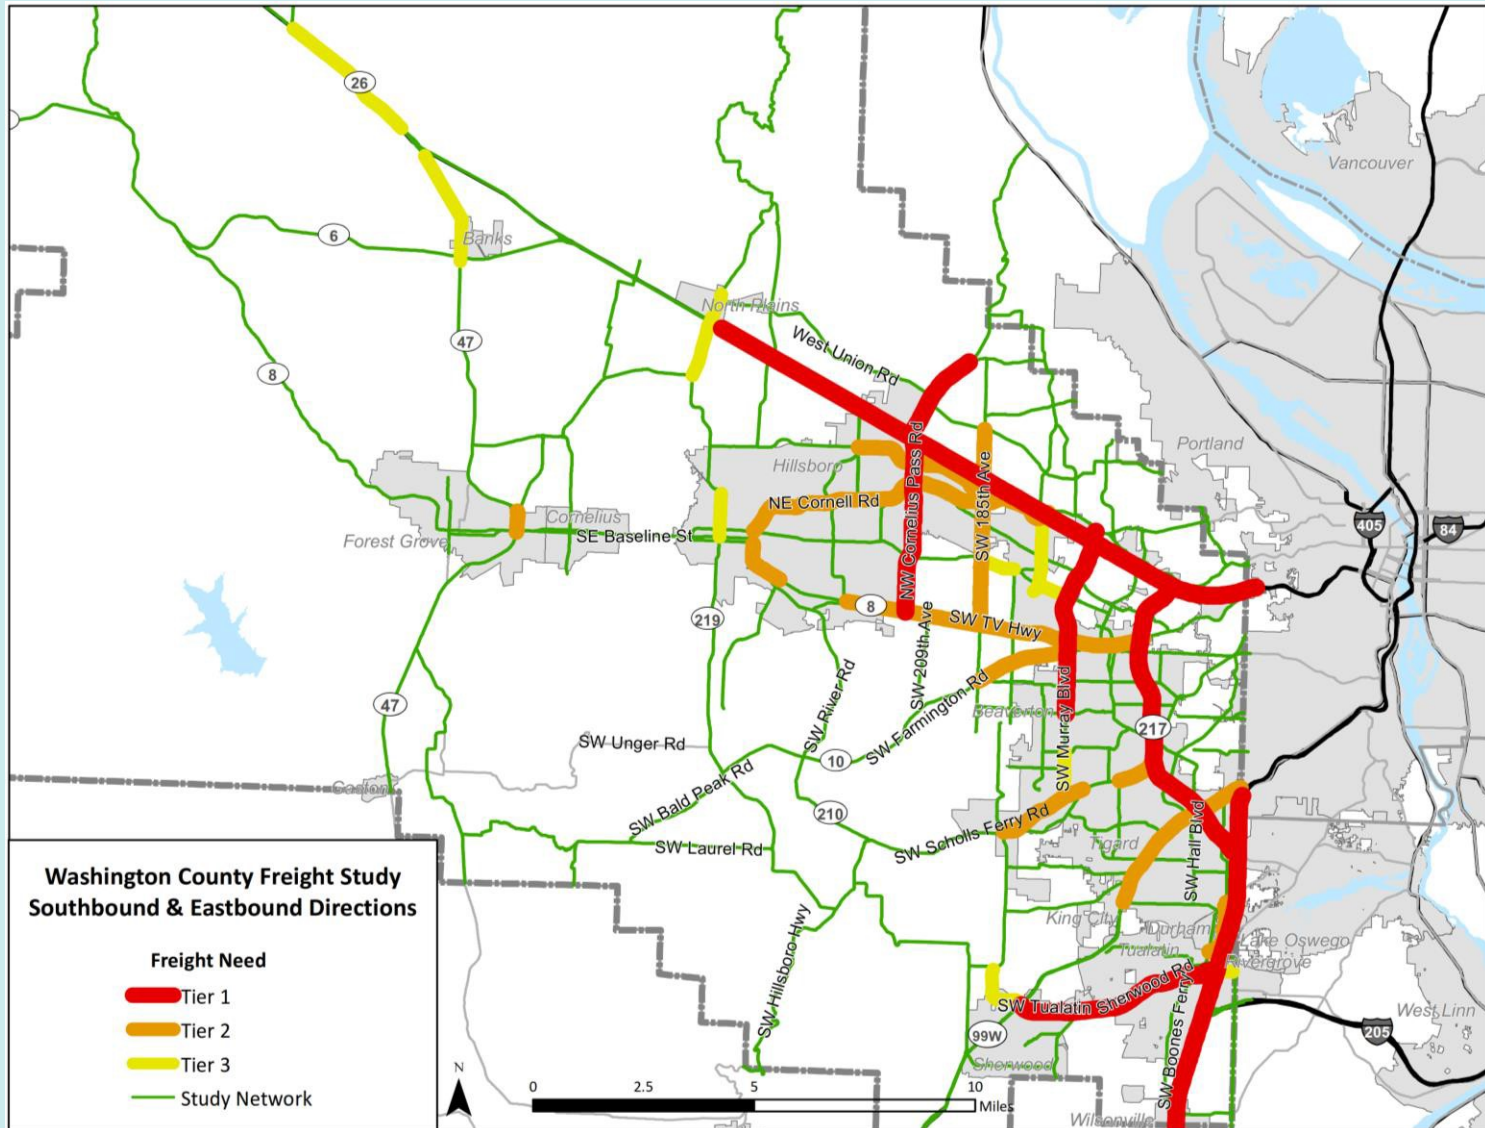 26
Vancouver
6
Banks
North Plains
47
West Union Rd
8
Portland
Hillsboro
NW Cornelius Pass Rd
SW 185th Ave
NE Cornell Rd
Cornelius
405
84
Forest Grove
SE Baseline St
8
219
SW TV Hwy
SW 209th Ave
47
SW River Rd
SW Farmington Rd
Beaverton
SW Murray Blvd
217
SW Unger Rd
10
SW Bald Peak Rd
Gaston
210
SW Scholls Ferry Rd
SW Laurel Rd
Tigard
SW Hall Blvd
Washington County Freight Study
Southbound & Eastbound Directions
Freight Need
Tier 1
Tier 2
Tier 3
Study Network
King City
Durham
Tualatin
Lake Oswego
Rivergrove
SW Hillsboro Hwy
SW Tualatin Sherwood Rd
99W
Sherwood
SW Boones Ferry
West Linn
205
N
0 2.5 5 10
Miles
Wilsonville